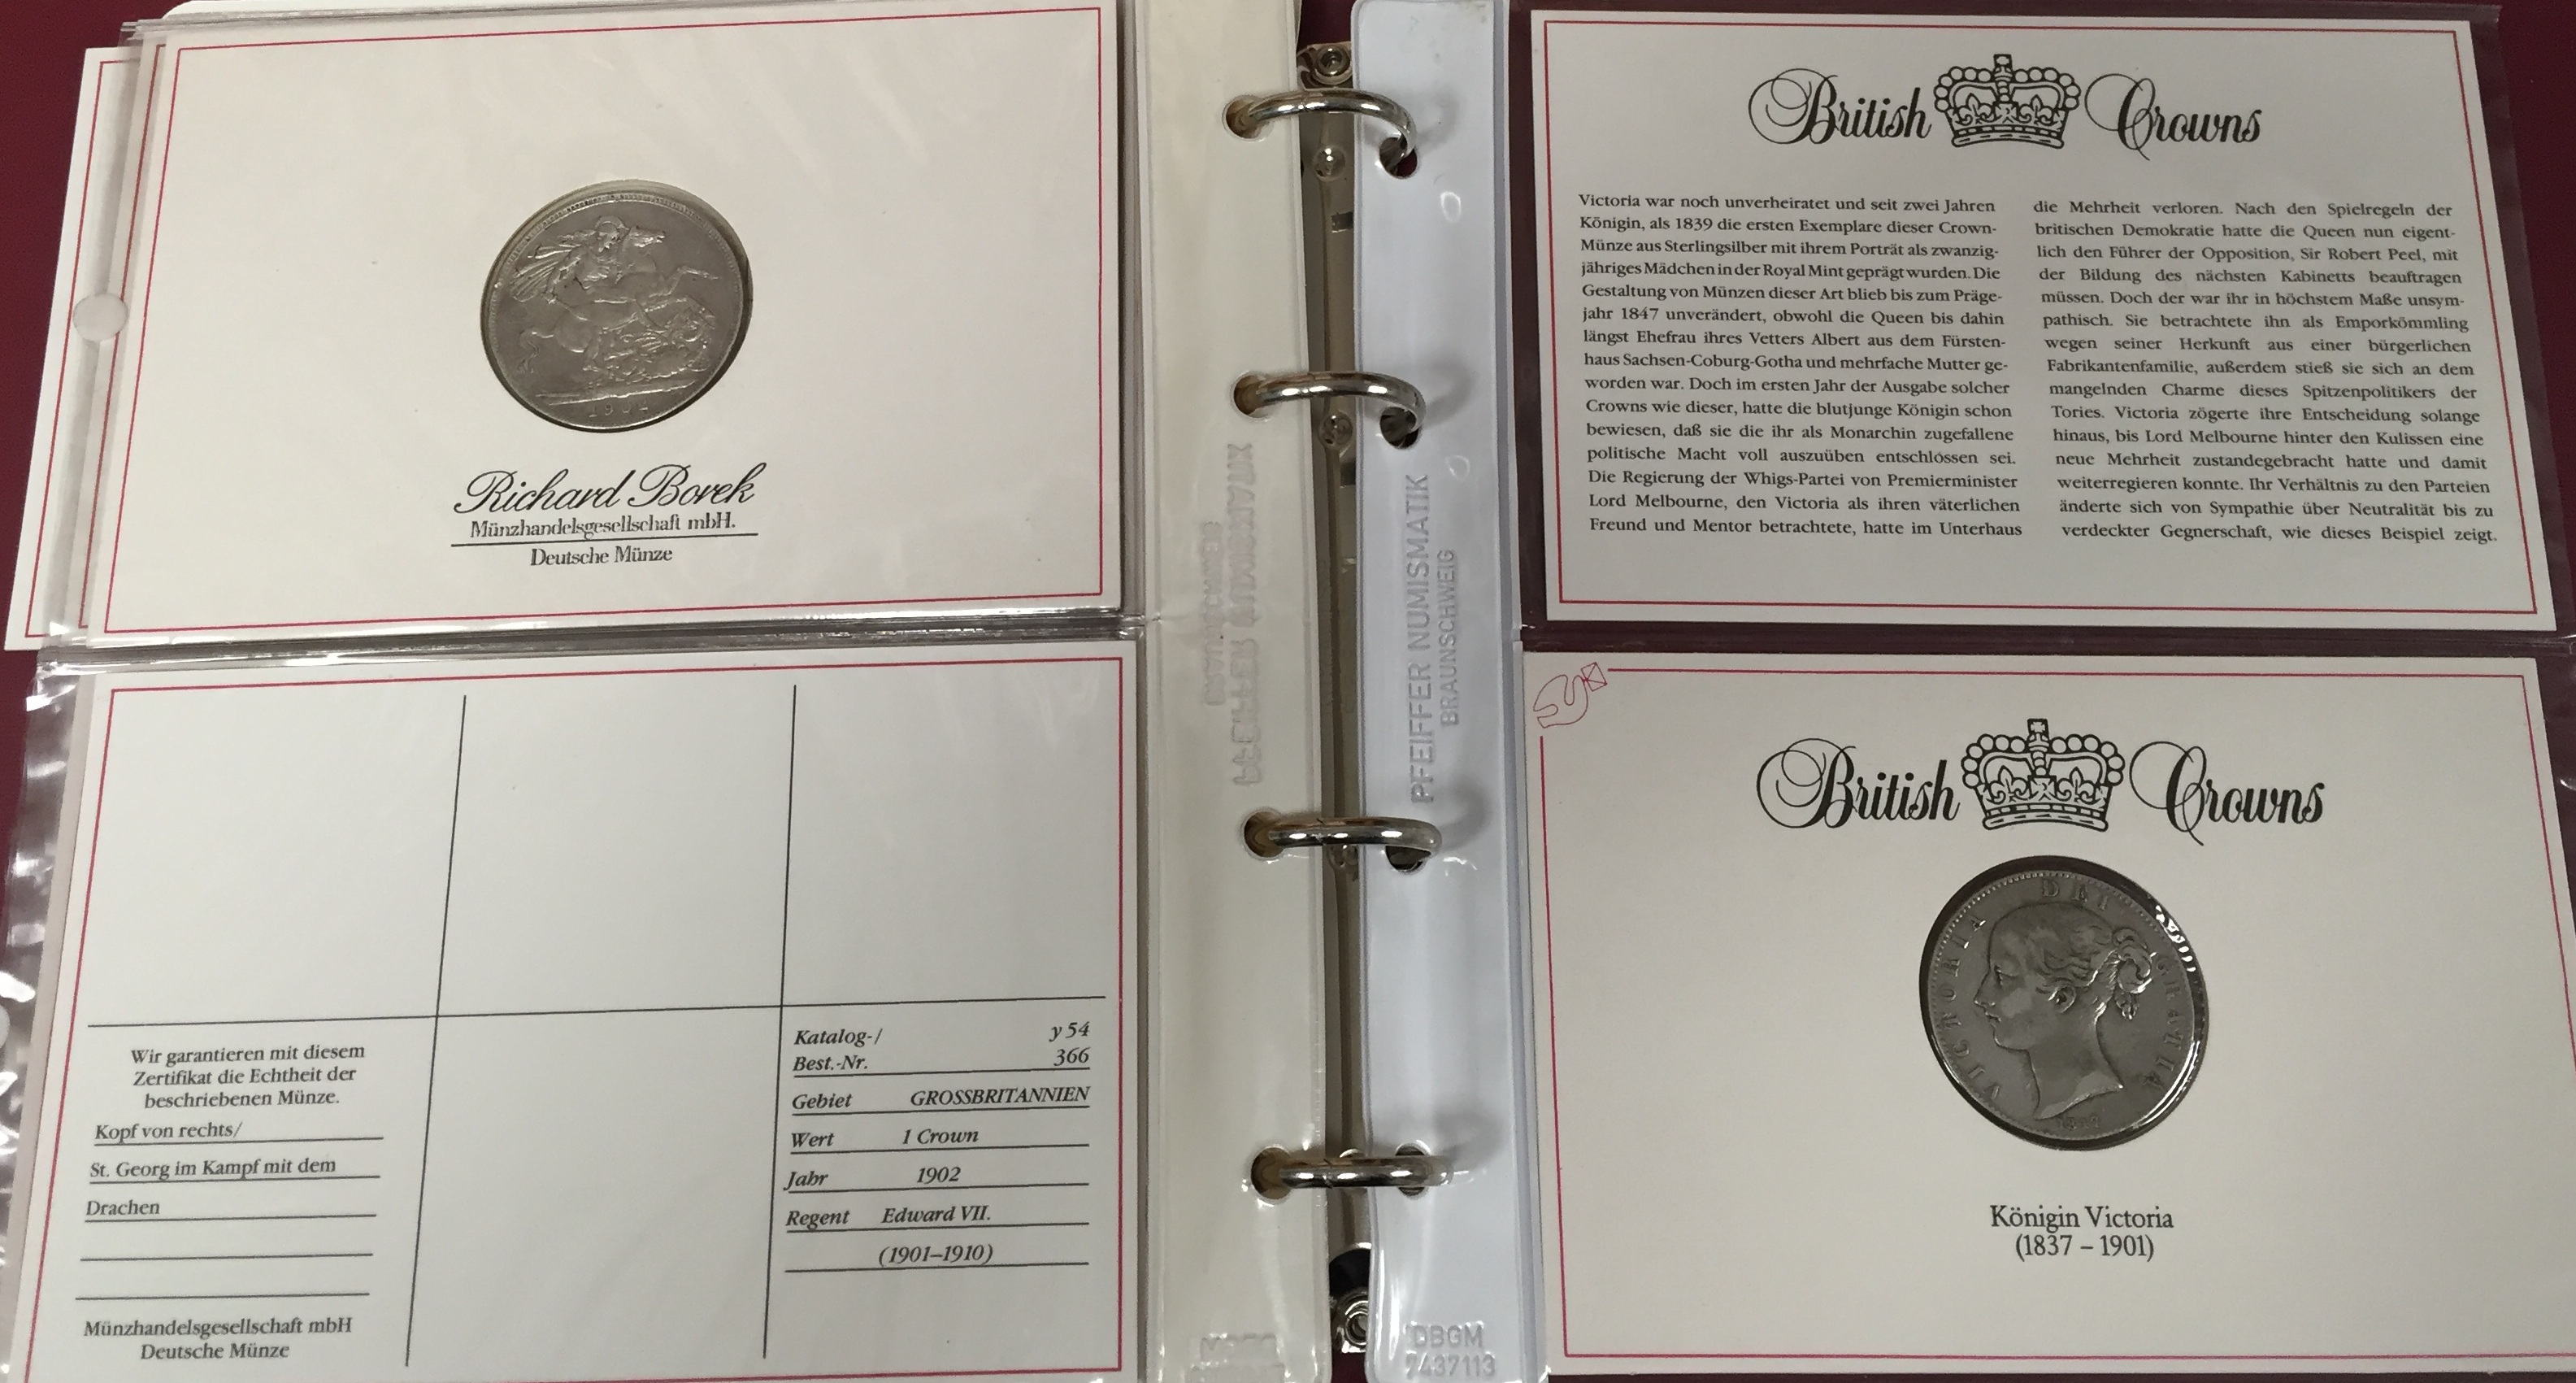 1902
Richard Borek
Münzhandelsgesellschaft mbH.
Deutsche Münze
Wir garantieren mit diesem
Zertifikat die Echtheit der
beschriebenen Münze.
Kopf von rechts/
St. Georg im Kampf mit dem
Drachen
Münzhandelsgesellschaft mbH
Deutsche Münze
Katalog-/ y 54
Best.-Nr. 366
Gebiet GROSSBRITANNIEN
Wert 1 Crown
Jahr 1902
Regent Edward VII.
(1901–1910)
PFEIFFER NUMISMATIK
BRAUNSCHWEIG
PFEIFFER NUMISMATIK
BRAUNSCHWEIG
DBGM
7437113
British Crowns
Victoria war noch unverheiratet und seit zwei Jahren
Königin, als 1839 die ersten Exemplare dieser Crown-
Münze aus Sterlingsilber mit ihrem Porträt als zwanzig-
jähriges Mädchen in der Royal Mint geprägt wurden. Die
Gestaltung von Münzen dieser Art blieb bis zum Präge-
jahr 1847 unverändert, obwohl die Queen bis dahin
längst Ehefrau ihres Vetters Albert aus dem Fürsten-
haus Sachsen-Coburg-Gotha und mehrfache Mutter ge-
worden war. Doch im ersten Jahr der Ausgabe solcher
Crowns wie dieser, hatte die blutjunge Königin schon
bewiesen, daß sie die ihr als Monarchin zugefallene
politische Macht voll auszuüben entschlossen sei.
Die Regierung der Whigs-Partei von Premierminister
Lord Melbourne, den Victoria als ihren väterlichen
Freund und Mentor betrachtete, hatte im Unterhaus
die Mehrheit verloren. Nach den Spielregeln der
britischen Demokratie hatte die Queen nun eigent-
lich den Führer der Opposition, Sir Robert Peel, mit
der Bildung des nächsten Kabinetts beauftragen
müssen. Doch der war ihr in höchstem Maße unsym-
pathisch. Sie betrachtete ihn als Emporkömmling
wegen seiner Herkunft aus einer bürgerlichen
Fabrikantenfamilie, außerdem stieß sie sich an dem
mangelnden Charme dieses Spitzenpolitikers der
Tories. Victoria zögerte ihre Entscheidung solange
hinaus, bis Lord Melbourne hinter den Kulissen eine
neue Mehrheit zustandegebracht hatte und damit
weiterregieren konnte. Ihr Verhältnis zu den Parteien
änderte sich von Sympathie über Neutralität bis zu
verdeckter Gegnerschaft, wie dieses Beispiel zeigt.
British Crowns
VICTORIA DEI GRATIA
Königin Victoria
(1837 – 1901)